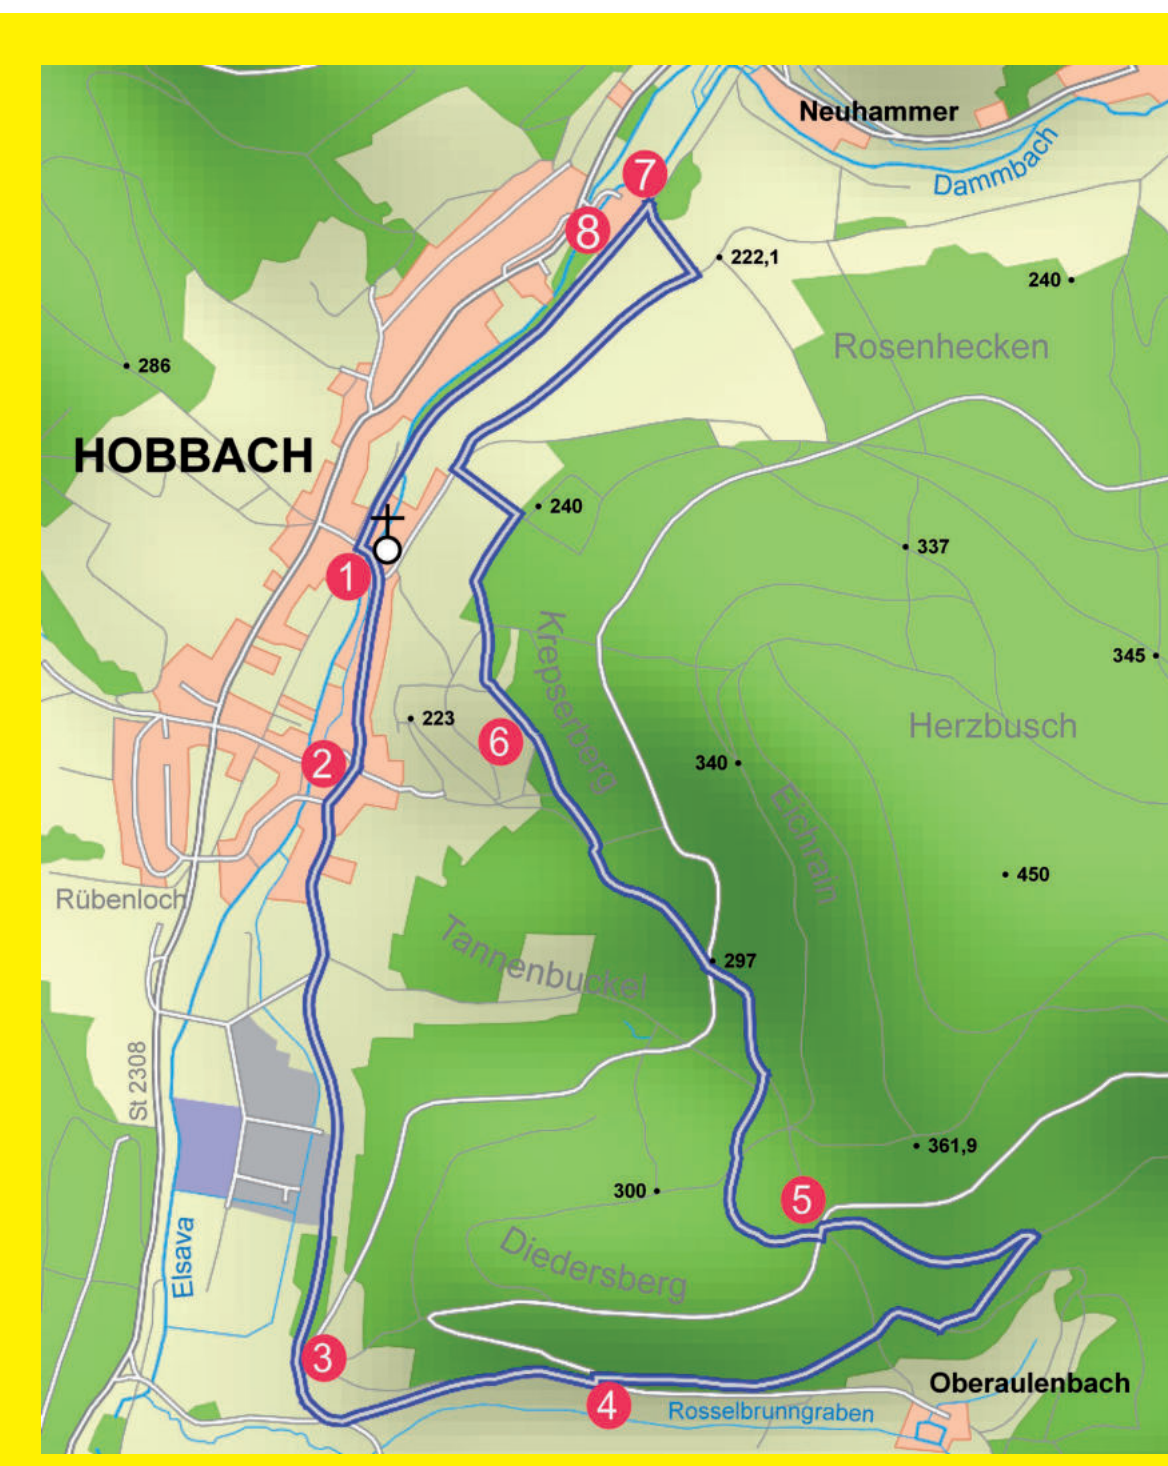 Neuhammer
Dammbach
7
8
222,1
240
Rosenhecken
286
HOBBACH
240
337
1
Krepserberg
345
223
Herzbusch
6
2
340
Eichrain
450
Rübenloch
Tannenbuckel
297
St 2308
361,9
300
5
Elsava
Diedersberg
3
Oberaulenbach
4
Rosselbrunngraben